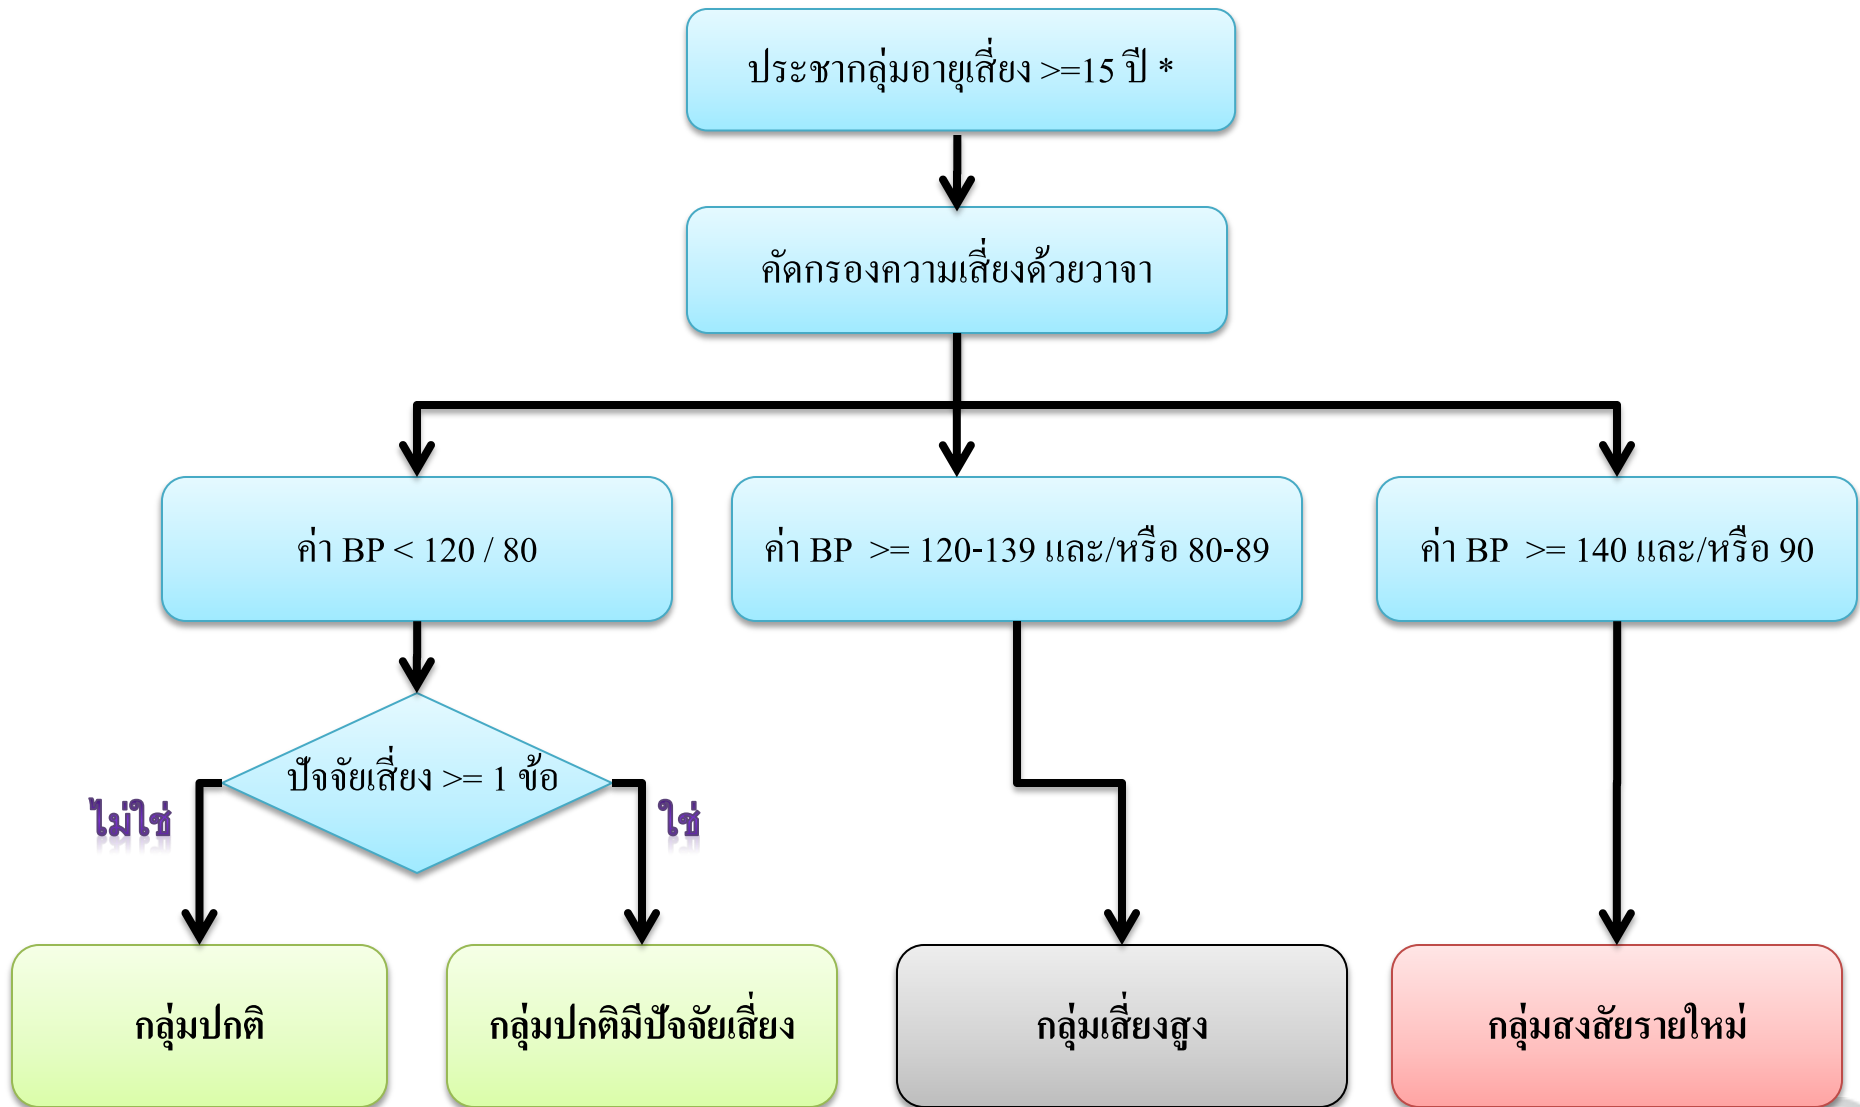 ประชากลุ่มอายุเสี่ยง >=15 ปี *
คัดกรองความเสี่ยงด้วยวาจา
ค่า BP < 120 / 80
ค่า BP >= 120-139 และ/หรือ 80-89
ค่า BP >= 140 และ/หรือ 90
ปัจจัยเสี่ยง >= 1 ข้อ
ไม่ใช่
ใช่
กลุ่มปกติ
กลุ่มปกติมีปัจจัยเสี่ยง
กลุ่มเสี่ยงสูง
กลุ่มสงสัยรายใหม่